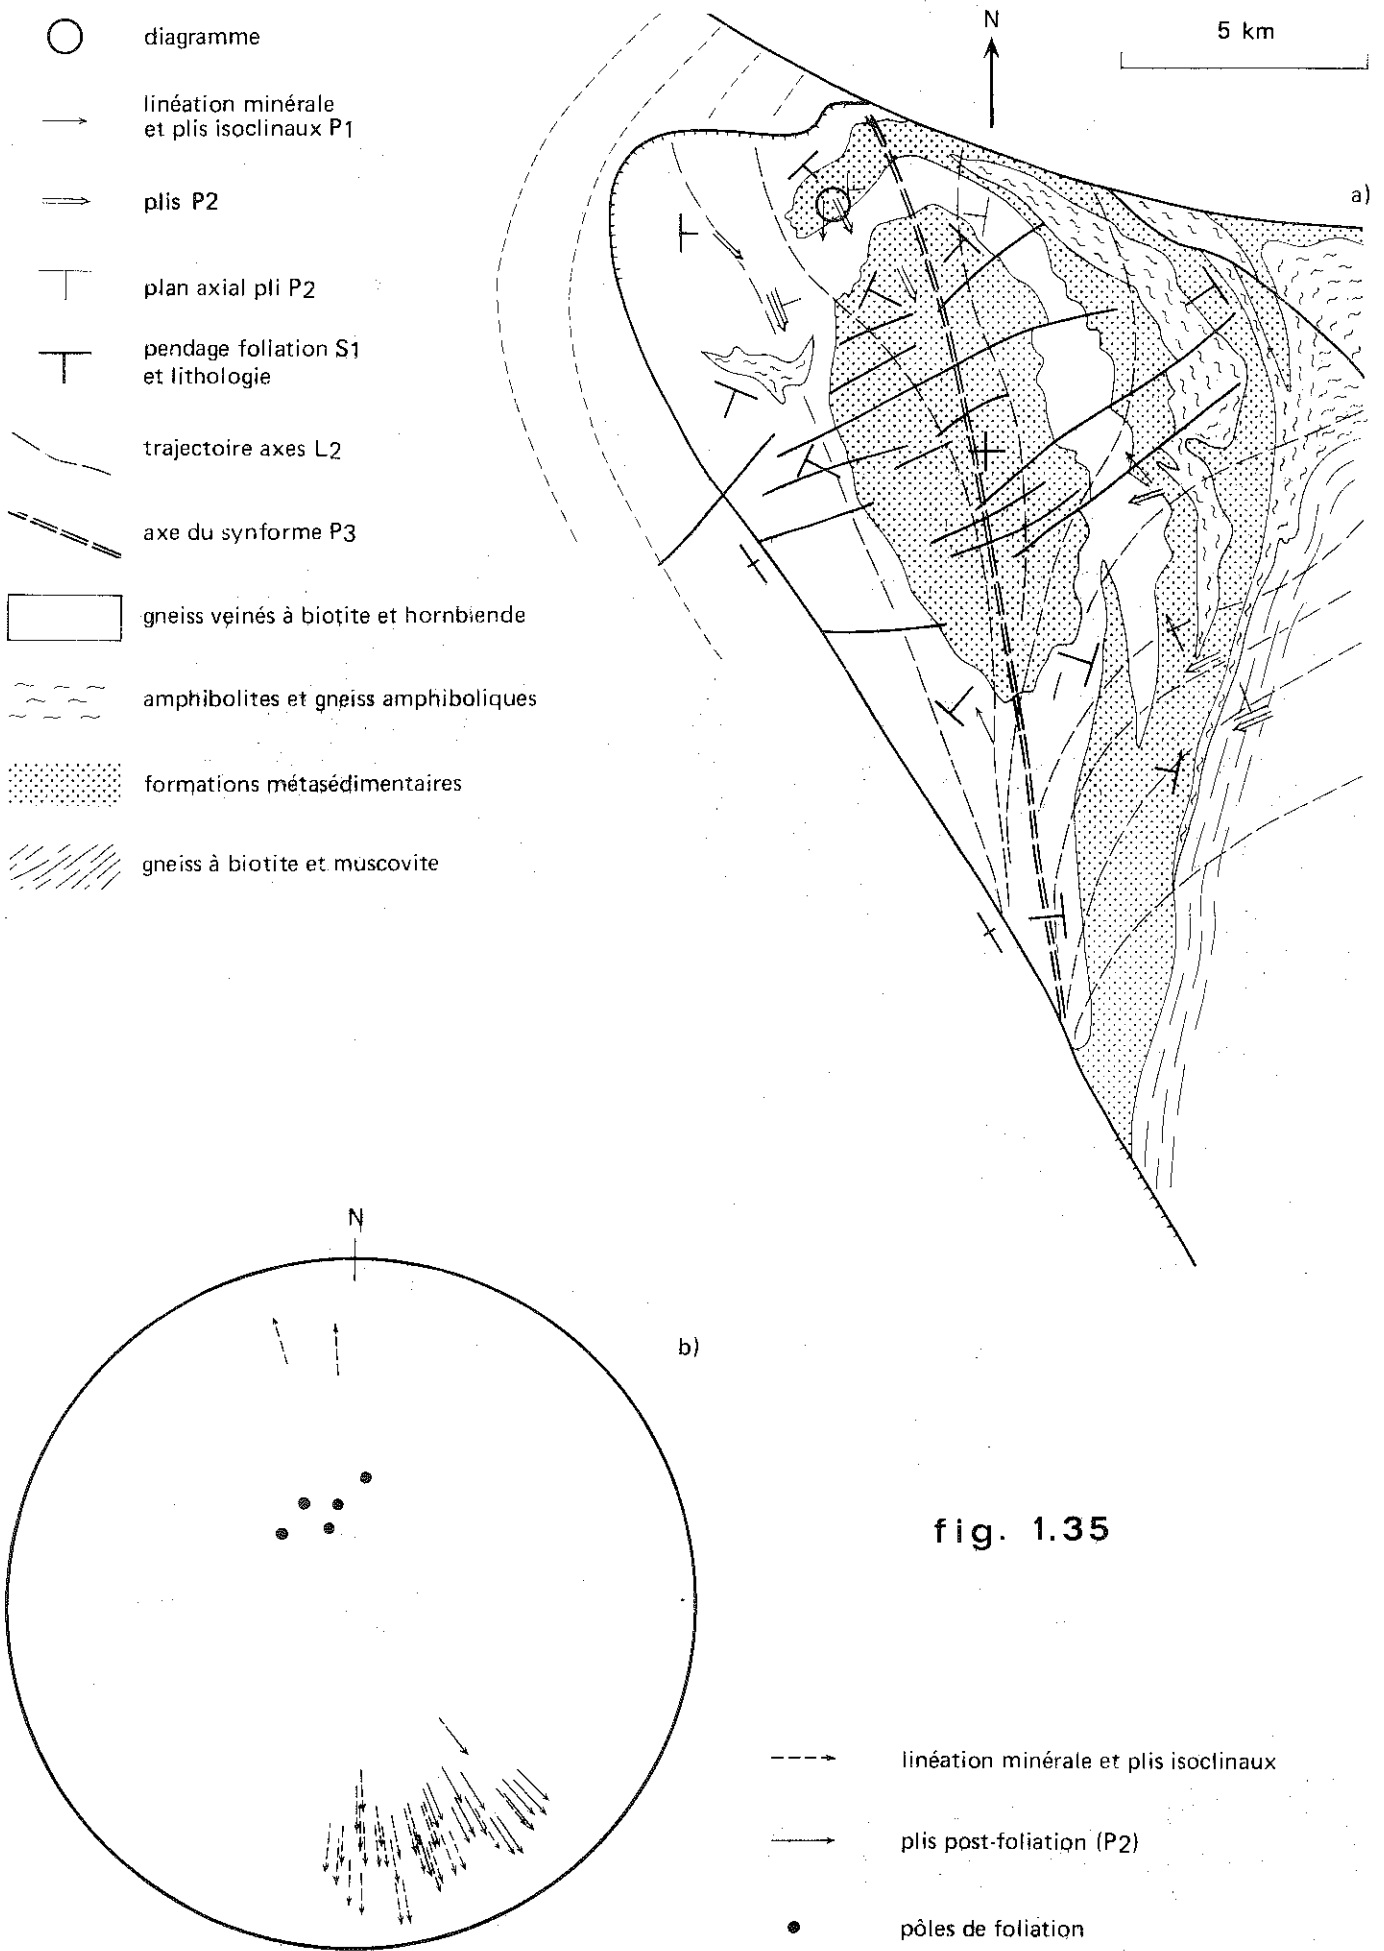 diagramme
linéation minérale
et plis isoclinaux P1
plis P2
plan axial pli P2
pendage foliation S1
et lithologie
trajectoire axes L2
axe du synforme P3
gneiss veinés à biotite et hornblende
amphibolites et gneiss amphiboliques
formations métasédimentaires
gneiss à biotite et muscovite
N
5 km
a)
N
b)
fig. 1.35
linéation minérale et plis isoclinaux
plis post-foliation (P2)
pôles de foliation